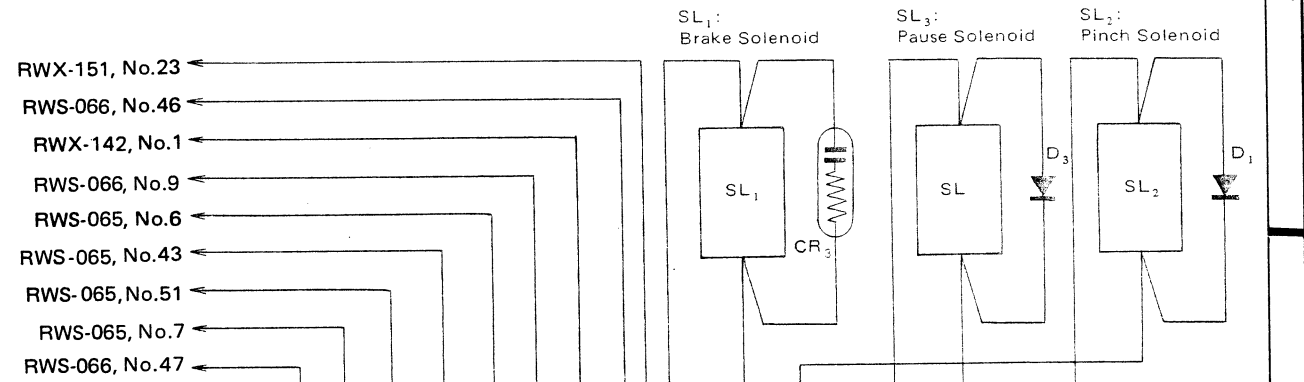 SL1:
Brake Solenoid
SL3:
Pause Solenoid
SL2:
Pinch Solenoid
RWX-151, No.23
RWS-066, No.46
RWX-142, No.1
RWS-066, No.9
RWS-065, No.6
RWS-065, No.43
RWS-065, No.51
RWS-065, No.7
RWS-066, No.47
SL1
CR3
SL
D3
SL2
D1